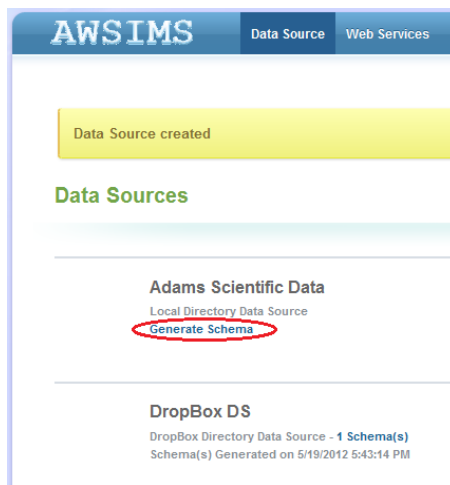 AWSIMS
Data Source
Web Services
Data Source created
Data Sources
Adams Scientific Data
Local Directory Data Source
Generate Schema
DropBox DS
DropBox Directory Data Source - 1 Schema(s)
Schema(s) Generated on 5/19/2012 5:43:14 PM